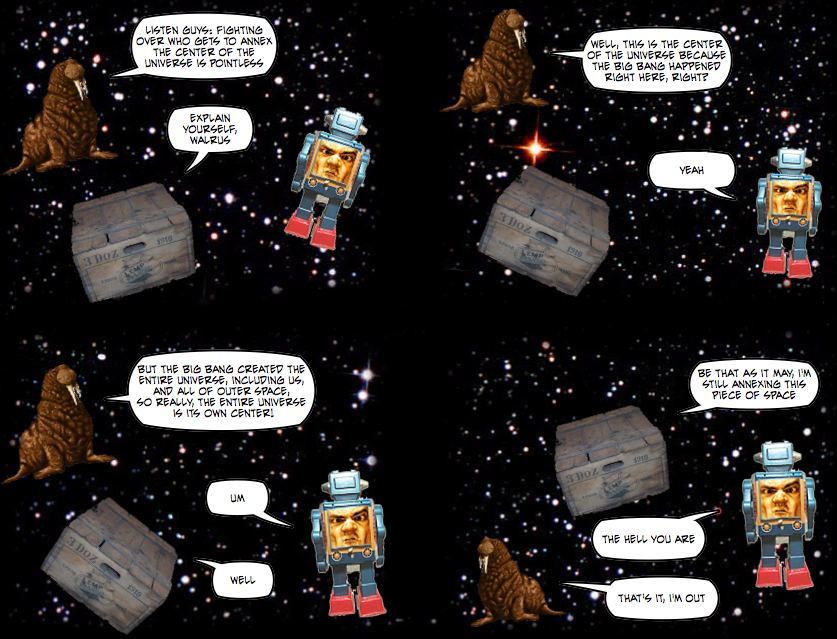 LISTEN GUYS: FIGHTING
OVER WHO GETS TO ANNEX
THE CENTER OF THE
UNIVERSE IS POINTLESS
EXPLAIN
YOURSELF,
WALRUS
WELL, THIS IS THE CENTER
OF THE UNIVERSE BECAUSE
THE BIG BANG HAPPENED
RIGHT HERE, RIGHT?
YEAH
BUT THE BIG BANG CREATED THE
ENTIRE UNIVERSE, INCLUDING US,
AND ALL OF OUTER SPACE,
SO REALLY, THE ENTIRE UNIVERSE
IS ITS OWN CENTER!
UM
WELL
BE THAT AS IT MAY, I'M
STILL ANNEXING THIS
PIECE OF SPACE
THE HELL YOU ARE
THAT'S IT, I'M OUT